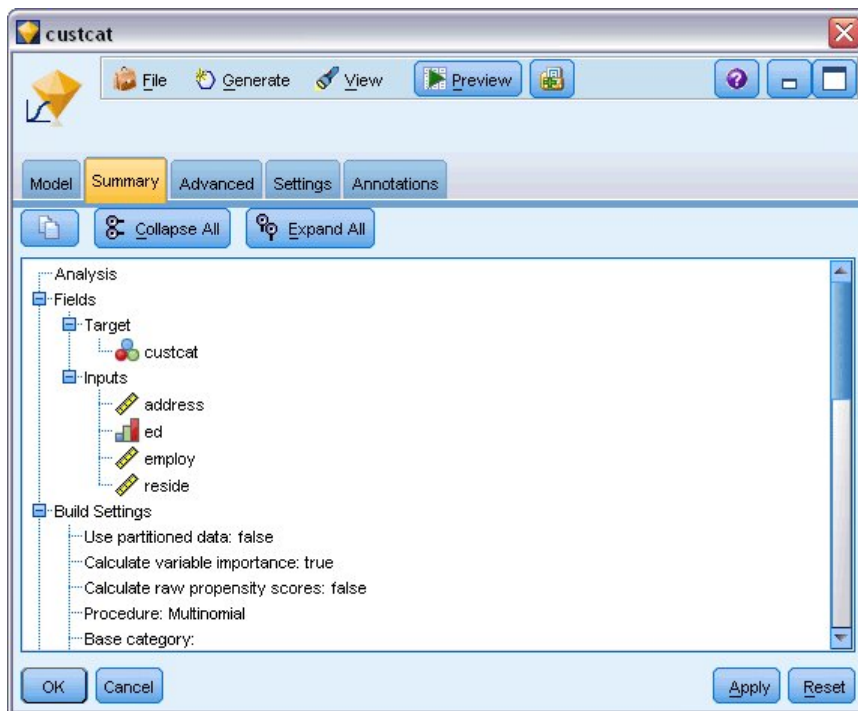 custcat
File Generate View Preview
Model Summary Advanced Settings Annotations
Collapse All Expand All
Analysis
Fields
Target
custcat
Inputs
address
ed
employ
reside
Build Settings
Use partitioned data: false
Calculate variable importance: true
Calculate raw propensity scores: false
Procedure: Multinomial
Base category:
OK Cancel Apply Reset